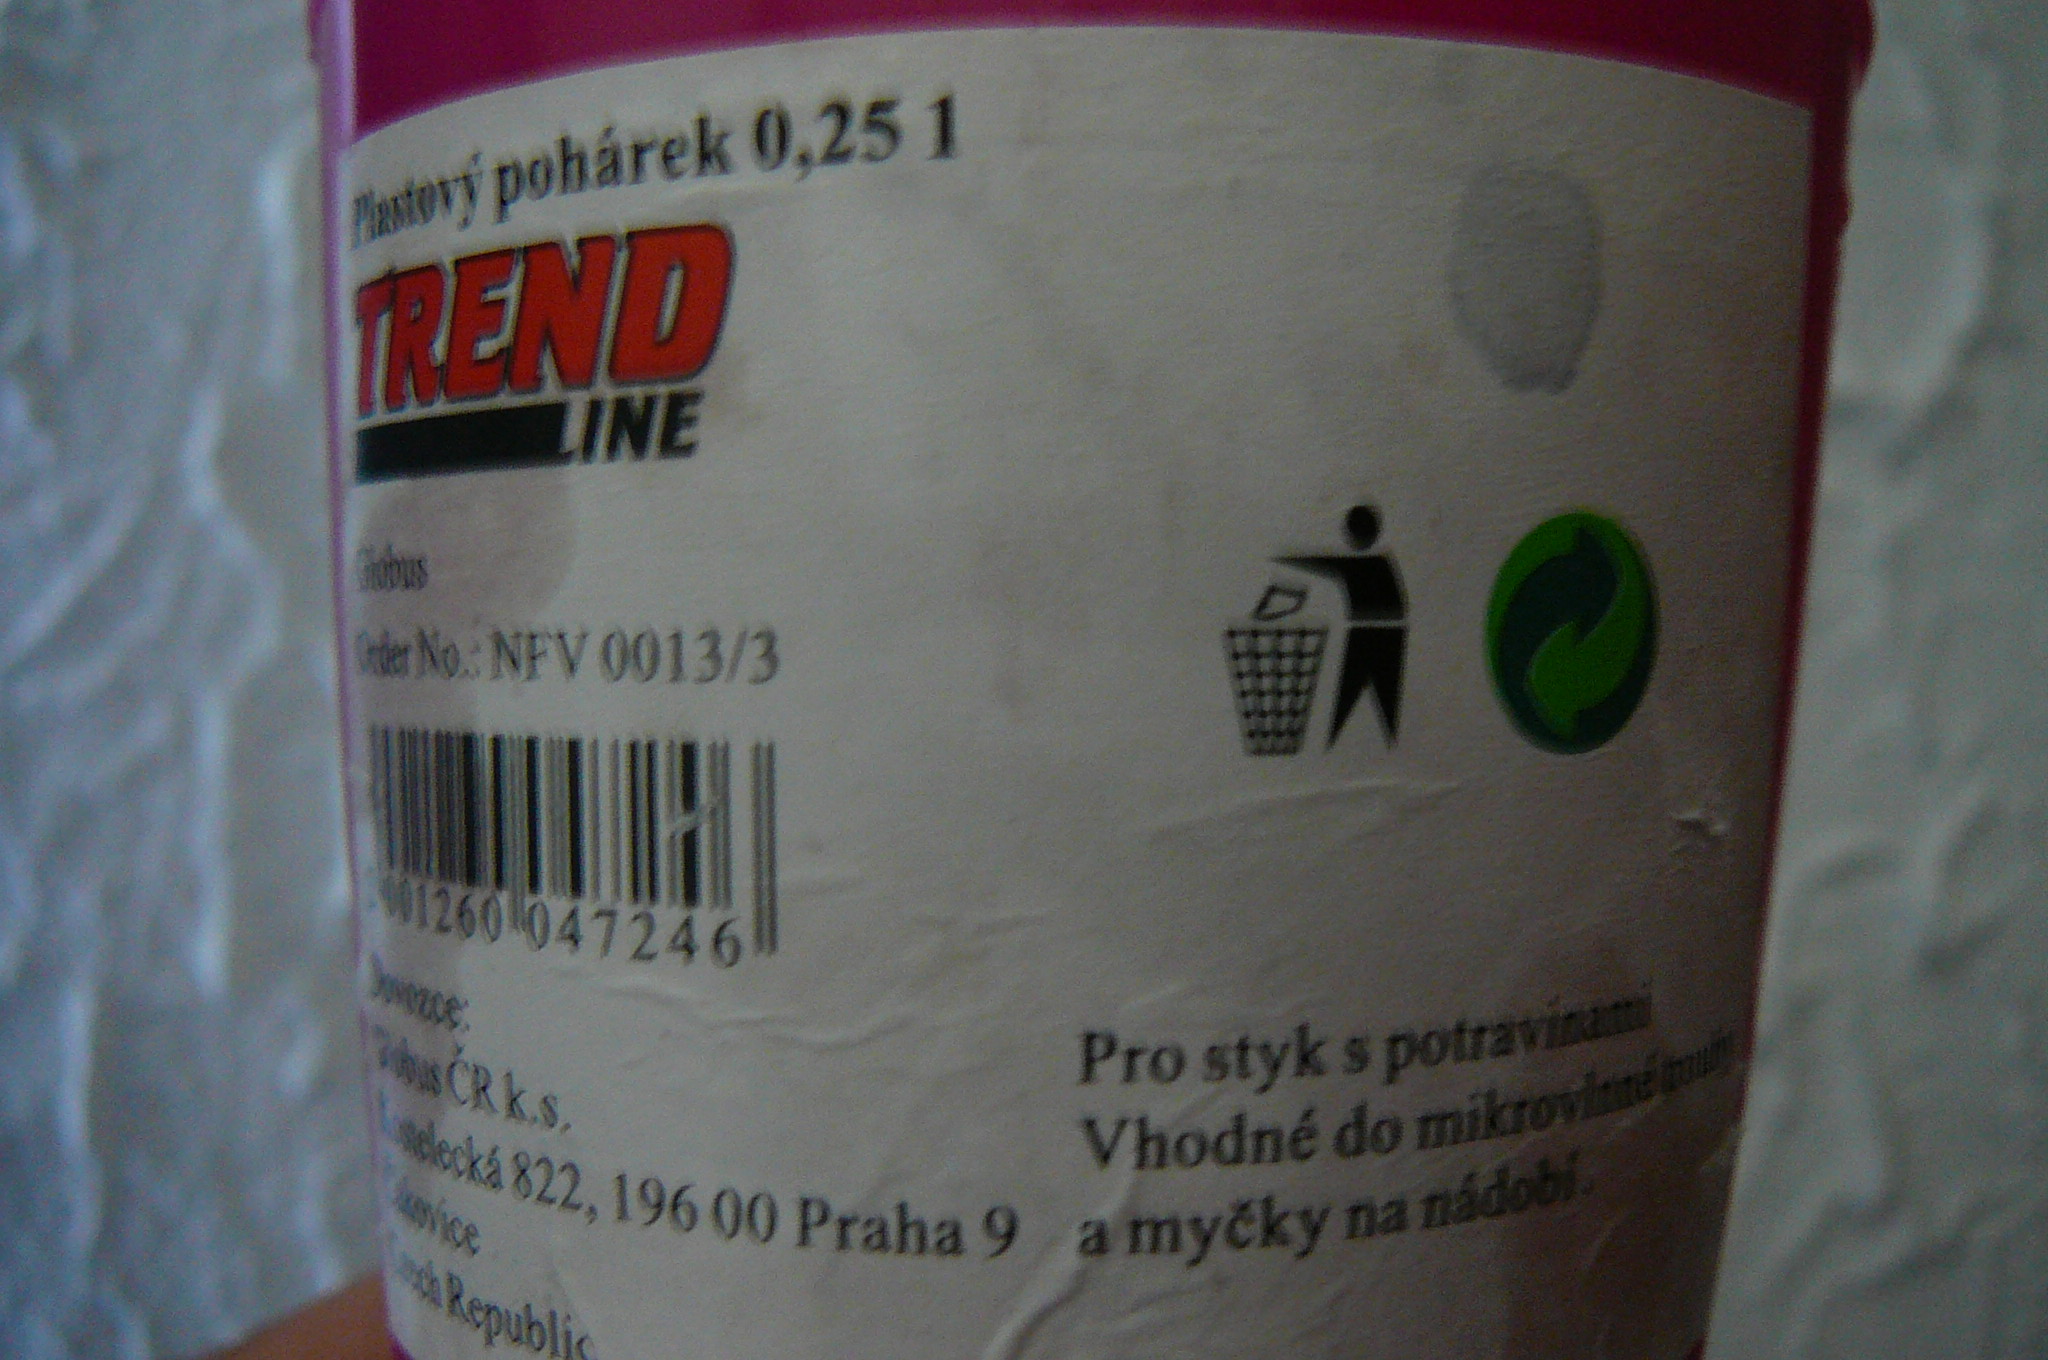 Plastový pohárek 0,25 l
TREND
LINE
Globus
Order No.: NFV 0013/3
001260 047246
Dovozce:
Globus ČR k.s.
Kostelecká 822, 196 00 Praha 9
Čakovice
Czech Republic
Pro styk s potravinami
Vhodné do mikrovlnné trouby
a myčky na nádobí.